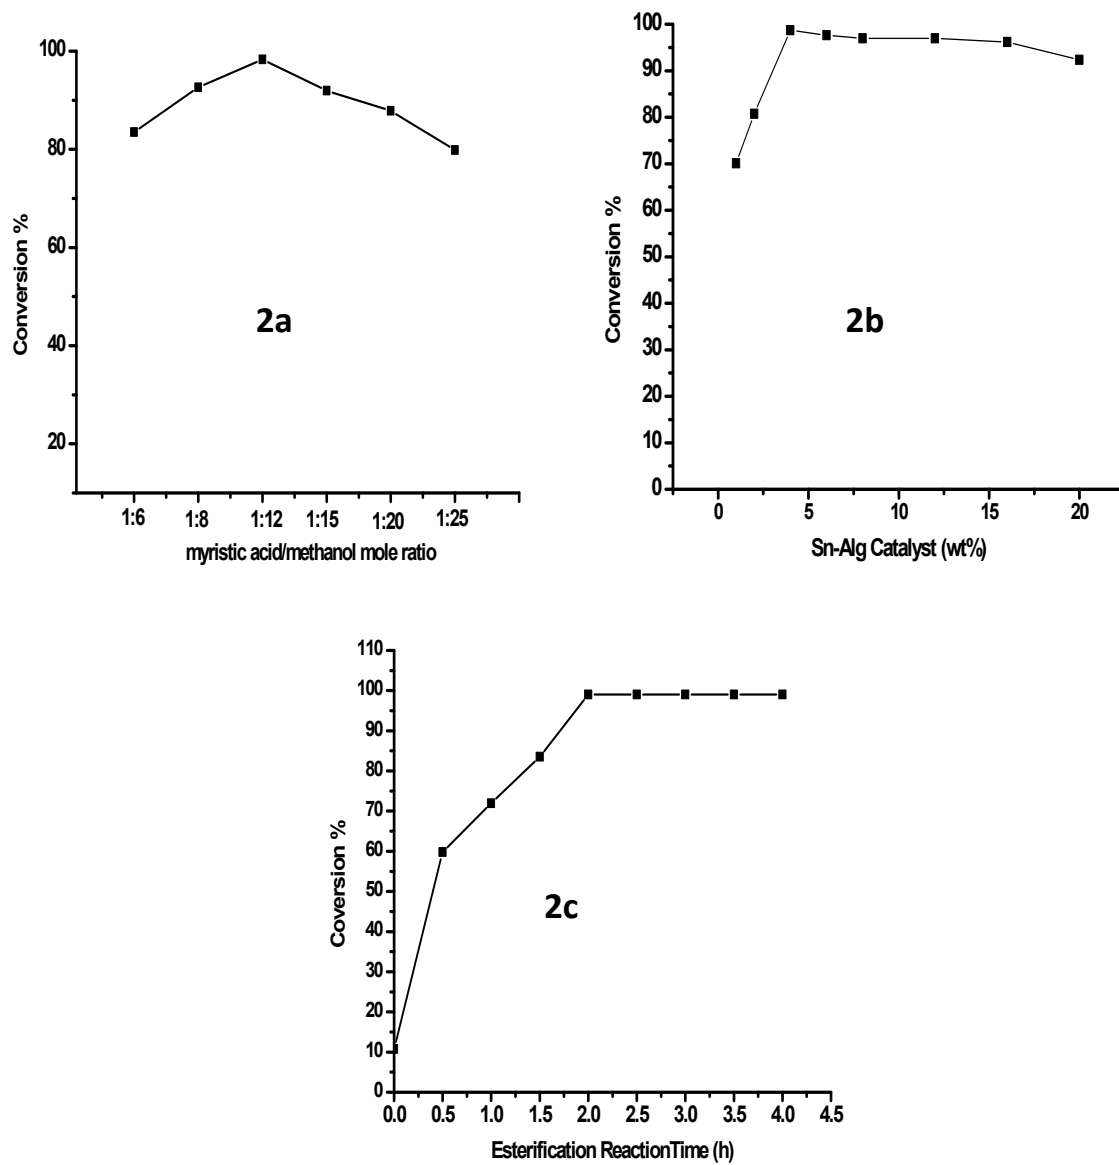 100
80
60
40
20
Conversion %
2a
1:6 1:8 1:12 1:15 1:20 1:25
myristic acid/methanol mole ratio
100
90
80
70
60
50
40
30
20
10
0
Conversion %
2b
0 5 10 15 20
Sn-Alg Catalyst (wt%)
110
100
90
80
70
60
50
40
30
20
10
0
Coversion %
2c
0.0 0.5 1.0 1.5 2.0 2.5 3.0 3.5 4.0 4.5
Esterification ReactionTime (h)